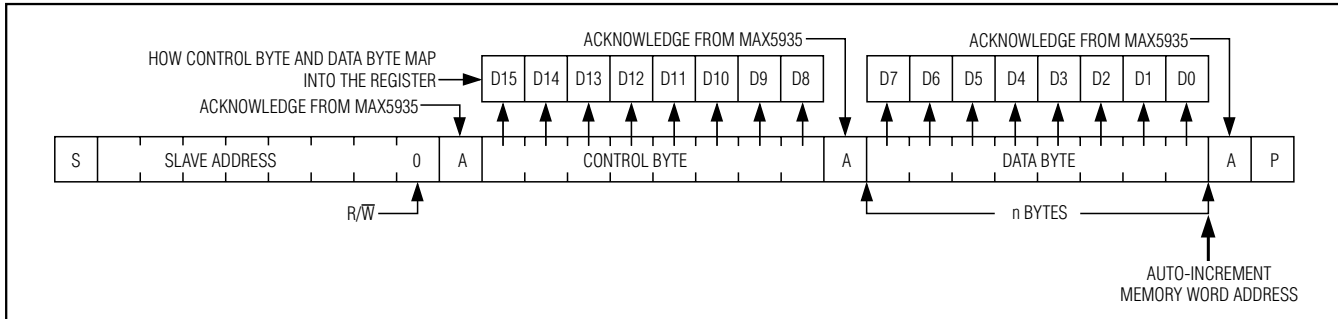 HOW CONTROL BYTE AND DATA BYTE MAP
INTO THE REGISTER
ACKNOWLEDGE FROM MAX5935
ACKNOWLEDGE FROM MAX5935
ACKNOWLEDGE FROM MAX5935
D15 D14 D13 D12 D11 D10 D9 D8
D7 D6 D5 D4 D3 D2 D1 D0
S SLAVE ADDRESS 0 A CONTROL BYTE A DATA BYTE A P
R/W̅
n BYTES
AUTO-INCREMENT
MEMORY WORD ADDRESS